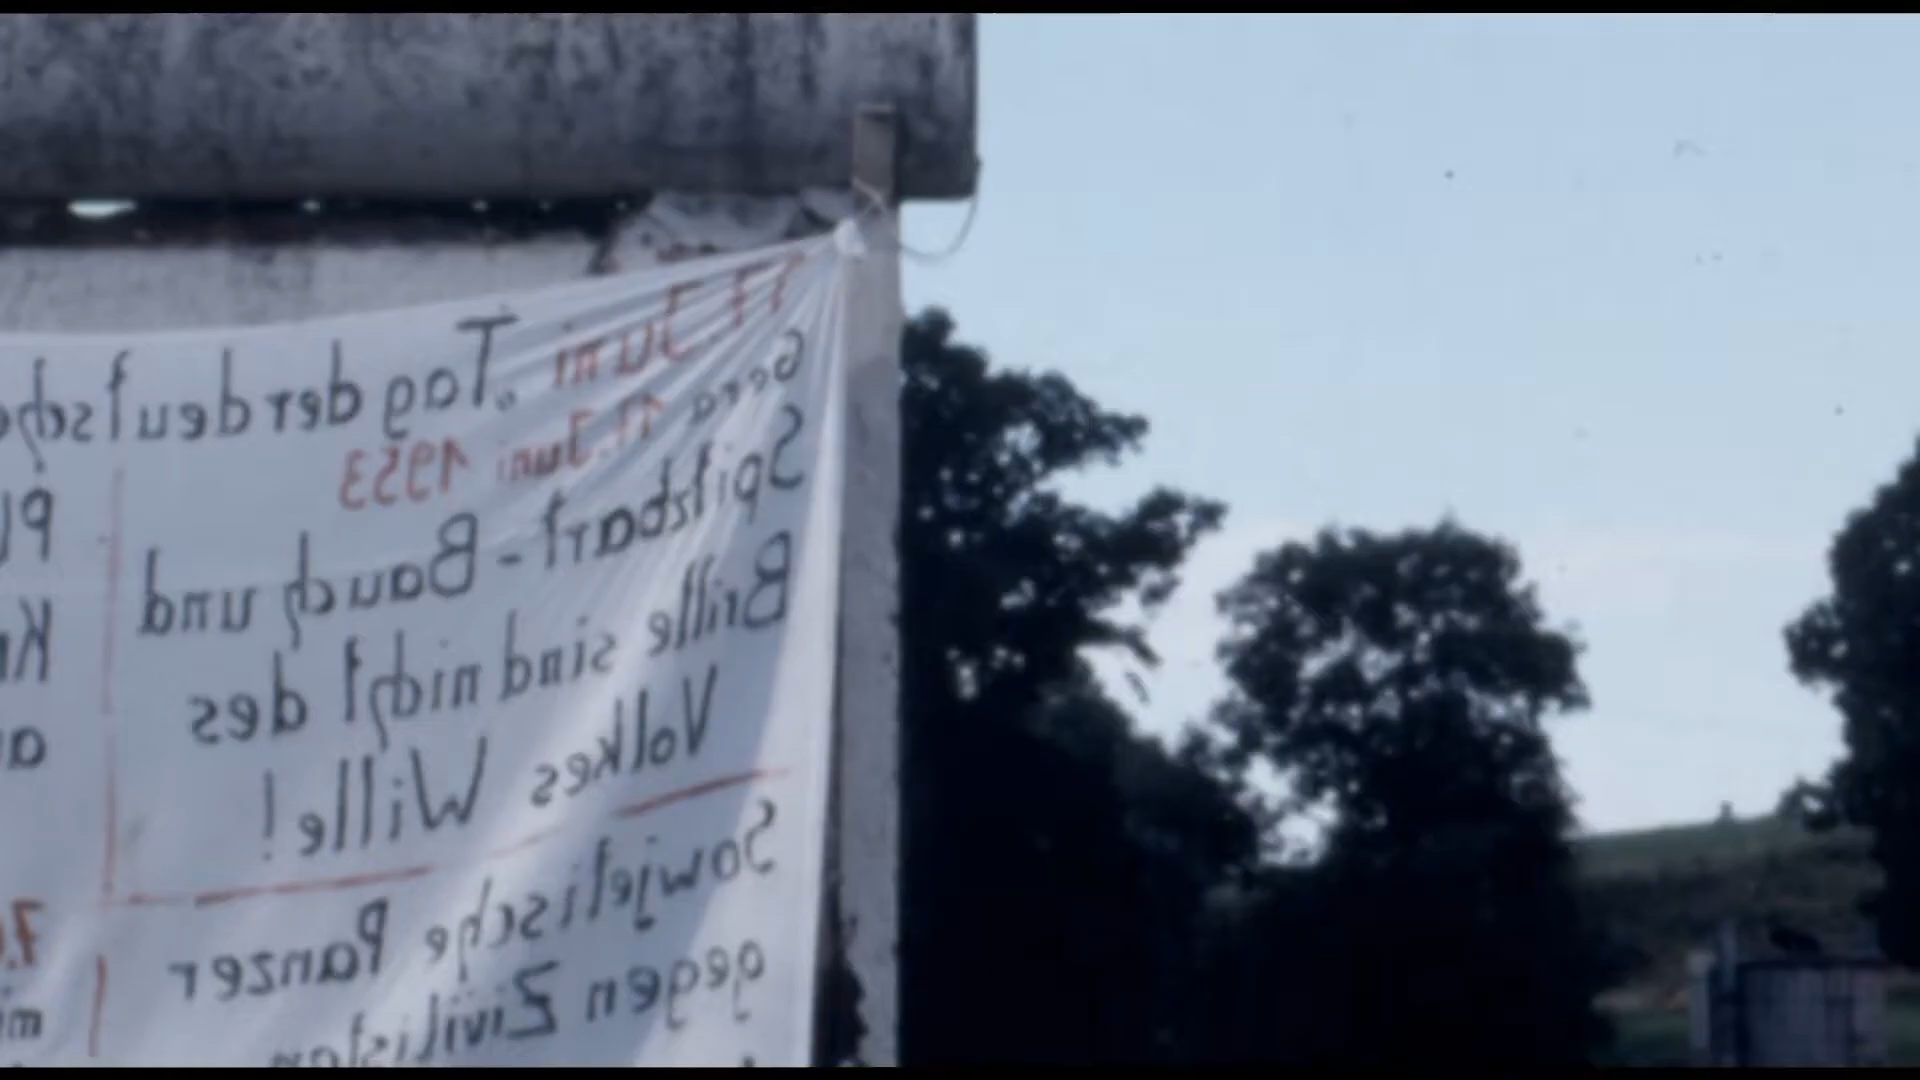 17 Juni „Tag der deutsche
Gera 17. Juni 1953
Spitzbart - Bauch und
Brille sind nicht des
Volkes Wille!
Sowjetische Panzer
gegen Zivilisten